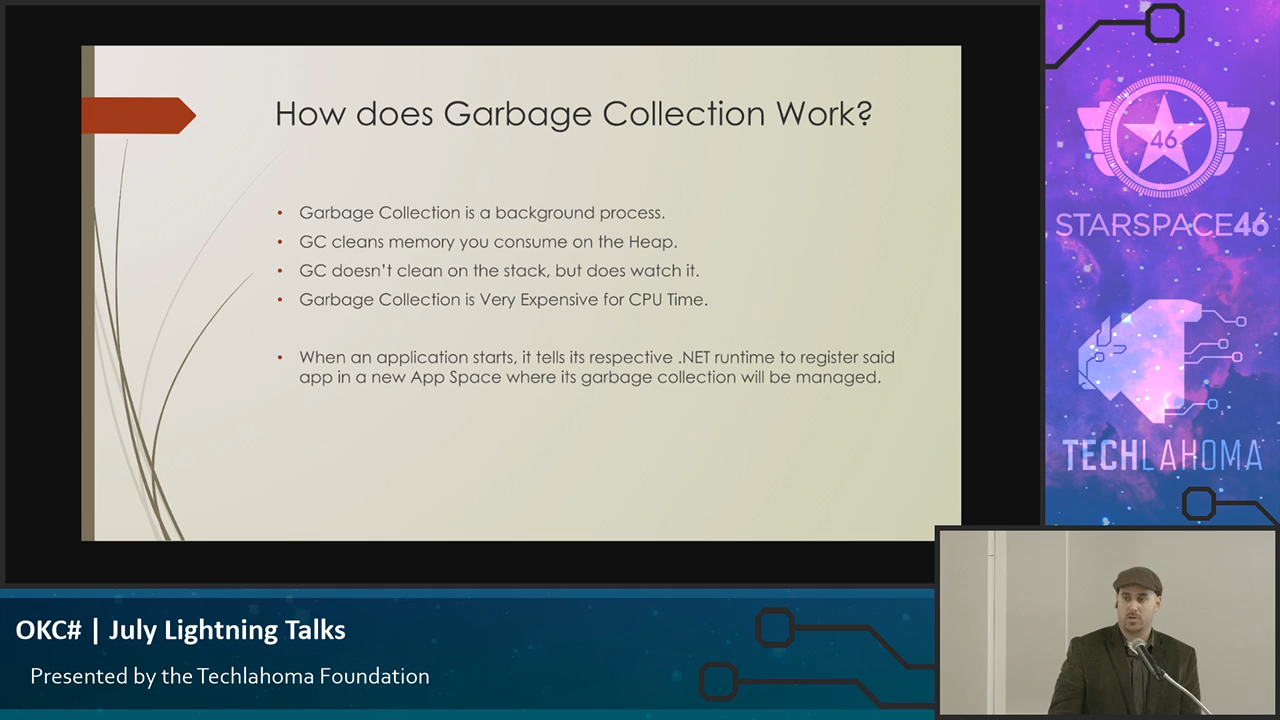 How does Garbage Collection Work?
• Garbage Collection is a background process.
• GC cleans memory you consume on the Heap.
• GC doesn't clean on the stack, but does watch it.
• Garbage Collection is Very Expensive for CPU Time.
• When an application starts, it tells its respective .NET runtime to register said
app in a new App Space where its garbage collection will be managed.
46
STARSPACE46
TECHLAHOMA
OKC# | July Lightning Talks
Presented by the Techlahoma Foundation